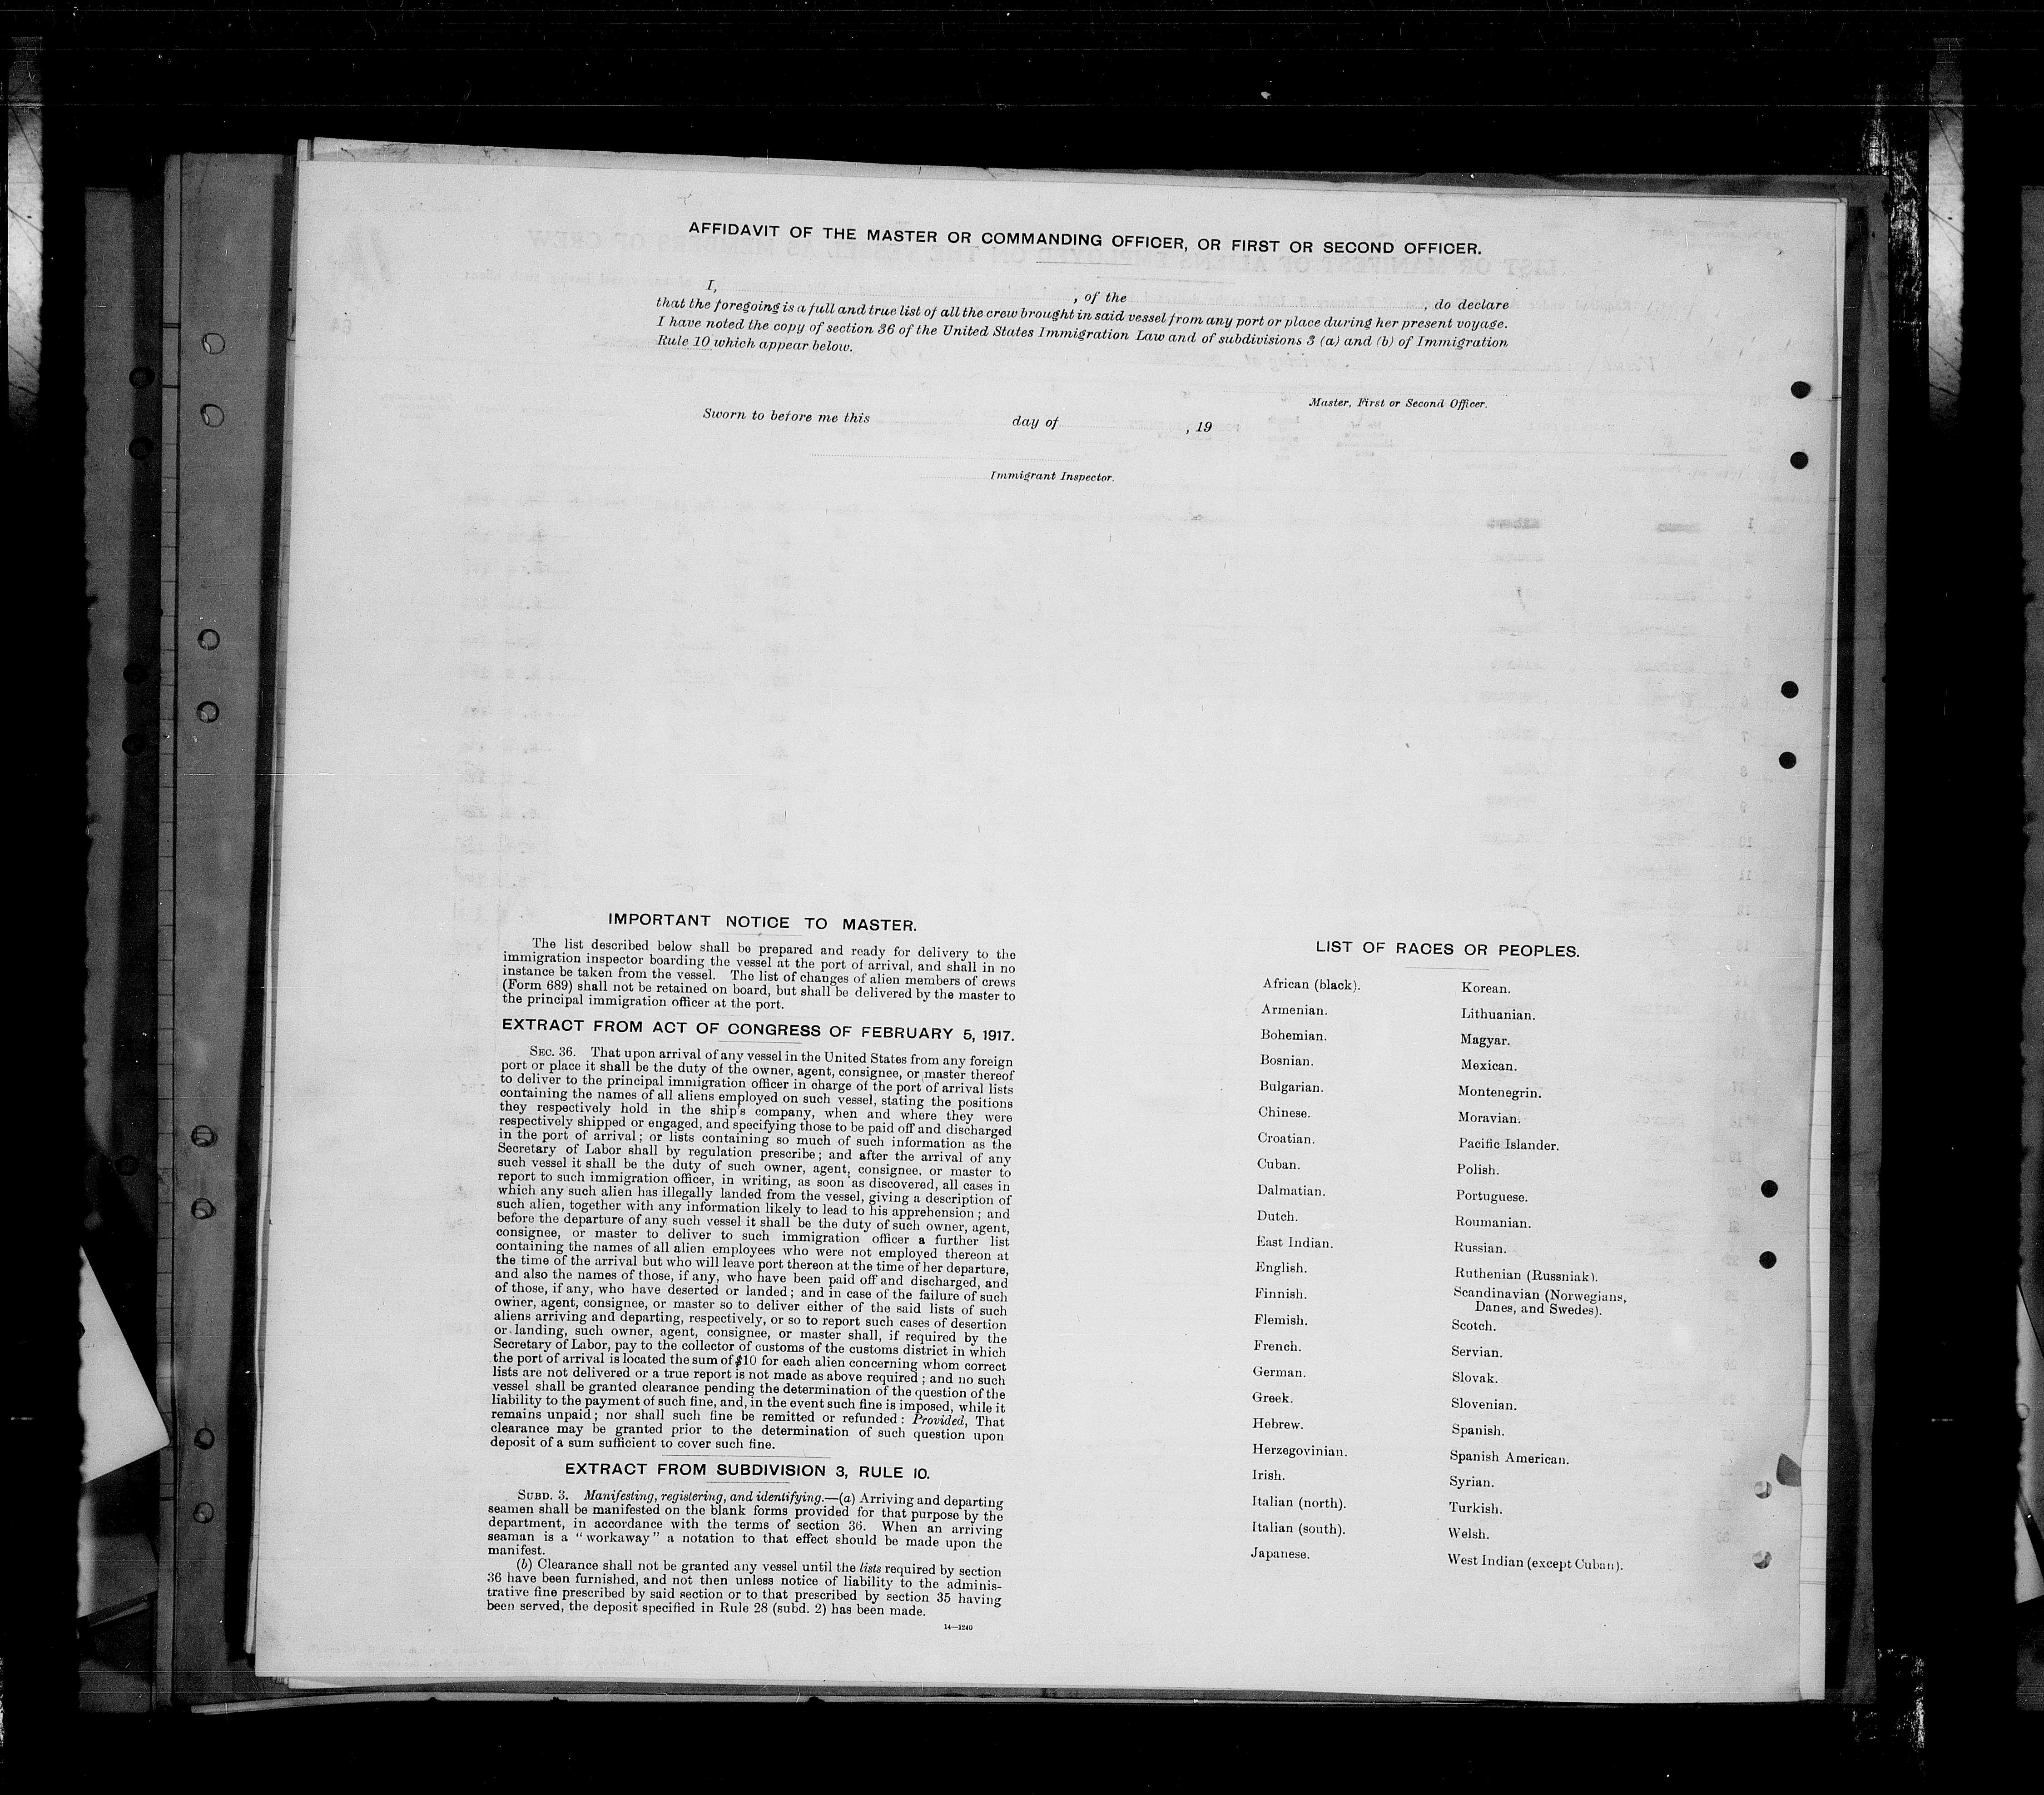 AFFIDAVIT OF THE MASTER OR COMMANDING OFFICER, OR FIRST OR SECOND OFFICER.
I, , of the , do declare
that the foregoing is a full and true list of all the crew brought in said vessel from any port or place during her present voyage.
I have noted the copy of section 36 of the United States Immigration Law and of subdivisions 3 (a) and (b) of Immigration
Rule 10 which appear below.
Master, First or Second Officer.
Sworn to before me this day of , 19
Immigrant Inspector.
IMPORTANT NOTICE TO MASTER.
The list described below shall be prepared and ready for delivery to the
immigration inspector boarding the vessel at the port of arrival, and shall in no
instance be taken from the vessel. The list of changes of alien members of crews
(Form 689) shall not be retained on board, but shall be delivered by the master to
the principal immigration officer at the port.
EXTRACT FROM ACT OF CONGRESS OF FEBRUARY 5, 1917.
SEC. 36. That upon arrival of any vessel in the United States from any foreign
port or place it shall be the duty of the owner, agent, consignee, or master thereof
to deliver to the principal immigration officer in charge of the port of arrival lists
containing the names of all aliens employed on such vessel, stating the positions
they respectively hold in the ship's company, when and where they were
respectively shipped or engaged, and specifying those to be paid off and discharged
in the port of arrival; or lists containing so much of such information as the
Secretary of Labor shall by regulation prescribe; and after the arrival of any
such vessel it shall be the duty of such owner, agent, consignee, or master to
report to such immigration officer, in writing, as soon as discovered, all cases in
which any such alien has illegally landed from the vessel, giving a description of
such alien, together with any information likely to lead to his apprehension; and
before the departure of any such vessel it shall be the duty of such owner, agent,
consignee, or master to deliver to such immigration officer a further list
containing the names of all alien employees who were not employed thereon at
the time of the arrival but who will leave port thereon at the time of her departure,
and also the names of those, if any, who have been paid off and discharged, and
of those, if any, who have deserted or landed; and in case of the failure of such
owner, agent, consignee, or master so to deliver either of the said lists of such
aliens arriving and departing, respectively, or so to report such cases of desertion
or landing, such owner, agent, consignee, or master shall, if required by the
Secretary of Labor, pay to the collector of customs of the customs district in which
the port of arrival is located the sum of $10 for each alien concerning whom correct
lists are not delivered or a true report is not made as above required; and no such
vessel shall be granted clearance pending the determination of the question of the
liability to the payment of such fine, and, in the event such fine is imposed, while it
remains unpaid; nor shall such fine be remitted or refunded: Provided, That
clearance may be granted prior to the determination of such question upon
deposit of a sum sufficient to cover such fine.
EXTRACT FROM SUBDIVISION 3, RULE 10.
SUBD. 3. Manifesting, registering, and identifying.—(a) Arriving and departing
seamen shall be manifested on the blank forms provided for that purpose by the
department, in accordance with the terms of section 36. When an arriving
seaman is a "workaway" a notation to that effect should be made upon the
manifest.
(b) Clearance shall not be granted any vessel until the lists required by section
36 have been furnished, and not then unless notice of liability to the adminis-
trative fine prescribed by said section or to that prescribed by section 35 having
been served, the deposit specified in Rule 28 (subd. 2) has been made.
14—1240
LIST OF RACES OR PEOPLES.
African (black).
Armenian.
Bohemian.
Bosnian.
Bulgarian.
Chinese.
Croatian.
Cuban.
Dalmatian.
Dutch.
East Indian.
English.
Finnish.
Flemish.
French.
German.
Greek.
Hebrew.
Herzegovinian.
Irish.
Italian (north).
Italian (south).
Japanese.
Korean.
Lithuanian.
Magyar.
Mexican.
Montenegrin.
Moravian.
Pacific Islander.
Polish.
Portuguese.
Roumanian.
Russian.
Ruthenian (Russniak).
Scandinavian (Norwegians,
Danes, and Swedes).
Scotch.
Servian.
Slovak.
Slovenian.
Spanish.
Spanish American.
Syrian.
Turkish.
Welsh.
West Indian (except Cuban).